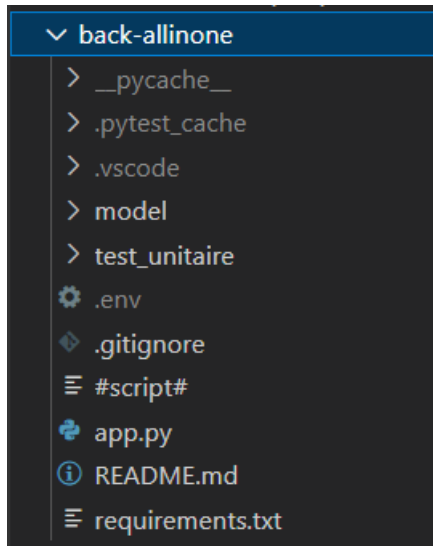 back-allinone
__pycache__
.pytest_cache
.vscode
model
test_unitaire
.env
.gitignore
#script#
app.py
README.md
requirements.txt